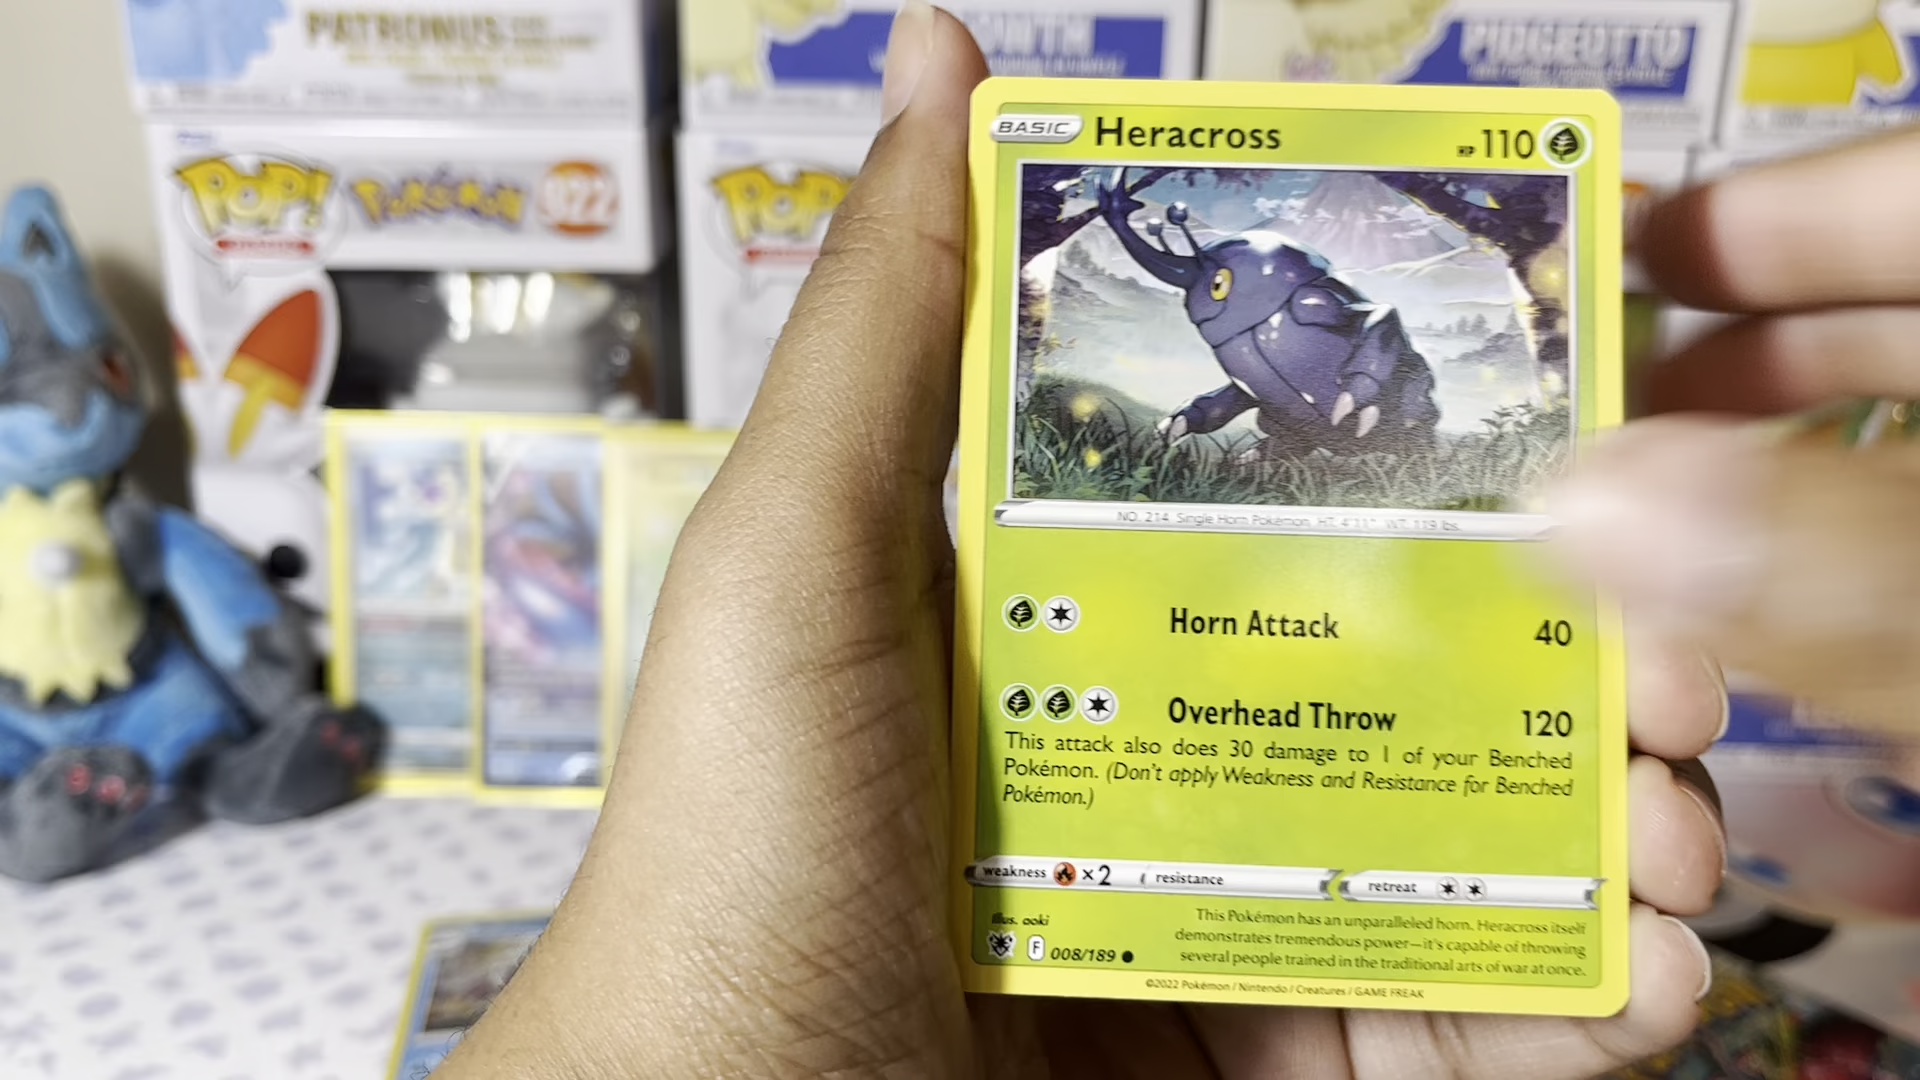 PATRONUS
PIDGEOTTO
POP!
POKÉMON
922
POP
BASIC
Heracross
HP 110
NO. 214 Single Horn Pokémon HT. 4'11" WT. 119 lbs.
Horn Attack 40
Overhead Throw 120
This attack also does 30 damage to 1 of your Benched
Pokémon. (Don't apply Weakness and Resistance for Benched
Pokémon.)
weakness ×2 resistance retreat
Illus. aoki
F 008/189
This Pokémon has an unparalleled horn. Heracross itself
demonstrates tremendous power—it's capable of throwing
several people trained in the traditional arts of war at once.
©2022 Pokémon / Nintendo / Creatures / GAME FREAK